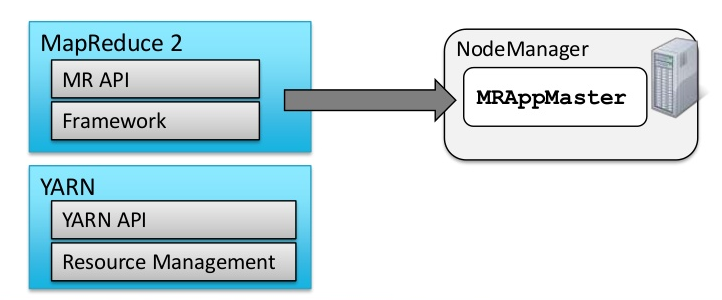 MapReduce 2
MR API
Framework
NodeManager
MRAppMaster
YARN
YARN API
Resource Management